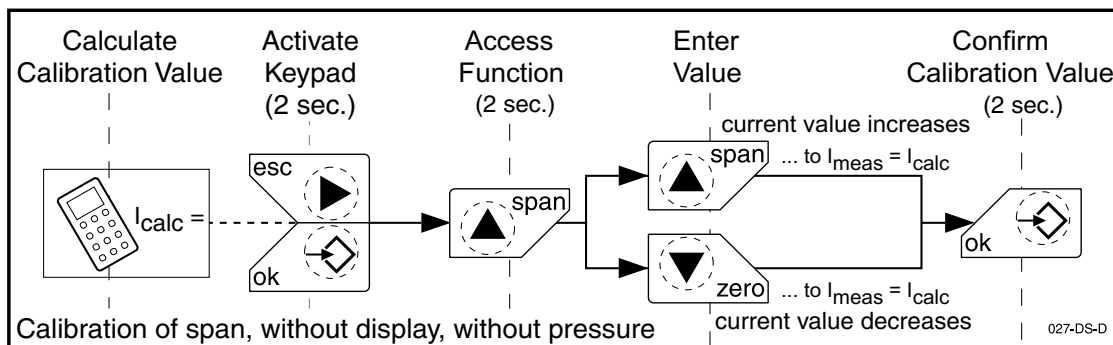 Calculate
Calibration Value
Activate
Keypad
(2 sec.)
Access
Function
(2 sec.)
Enter
Value
Confirm
Calibration Value
(2 sec.)
I_calc =
esc
ok
span
current value increases
span
... to I_meas = I_calc
zero
... to I_meas = I_calc
current value decreases
ok
Calibration of span, without display, without pressure
027-DS-D